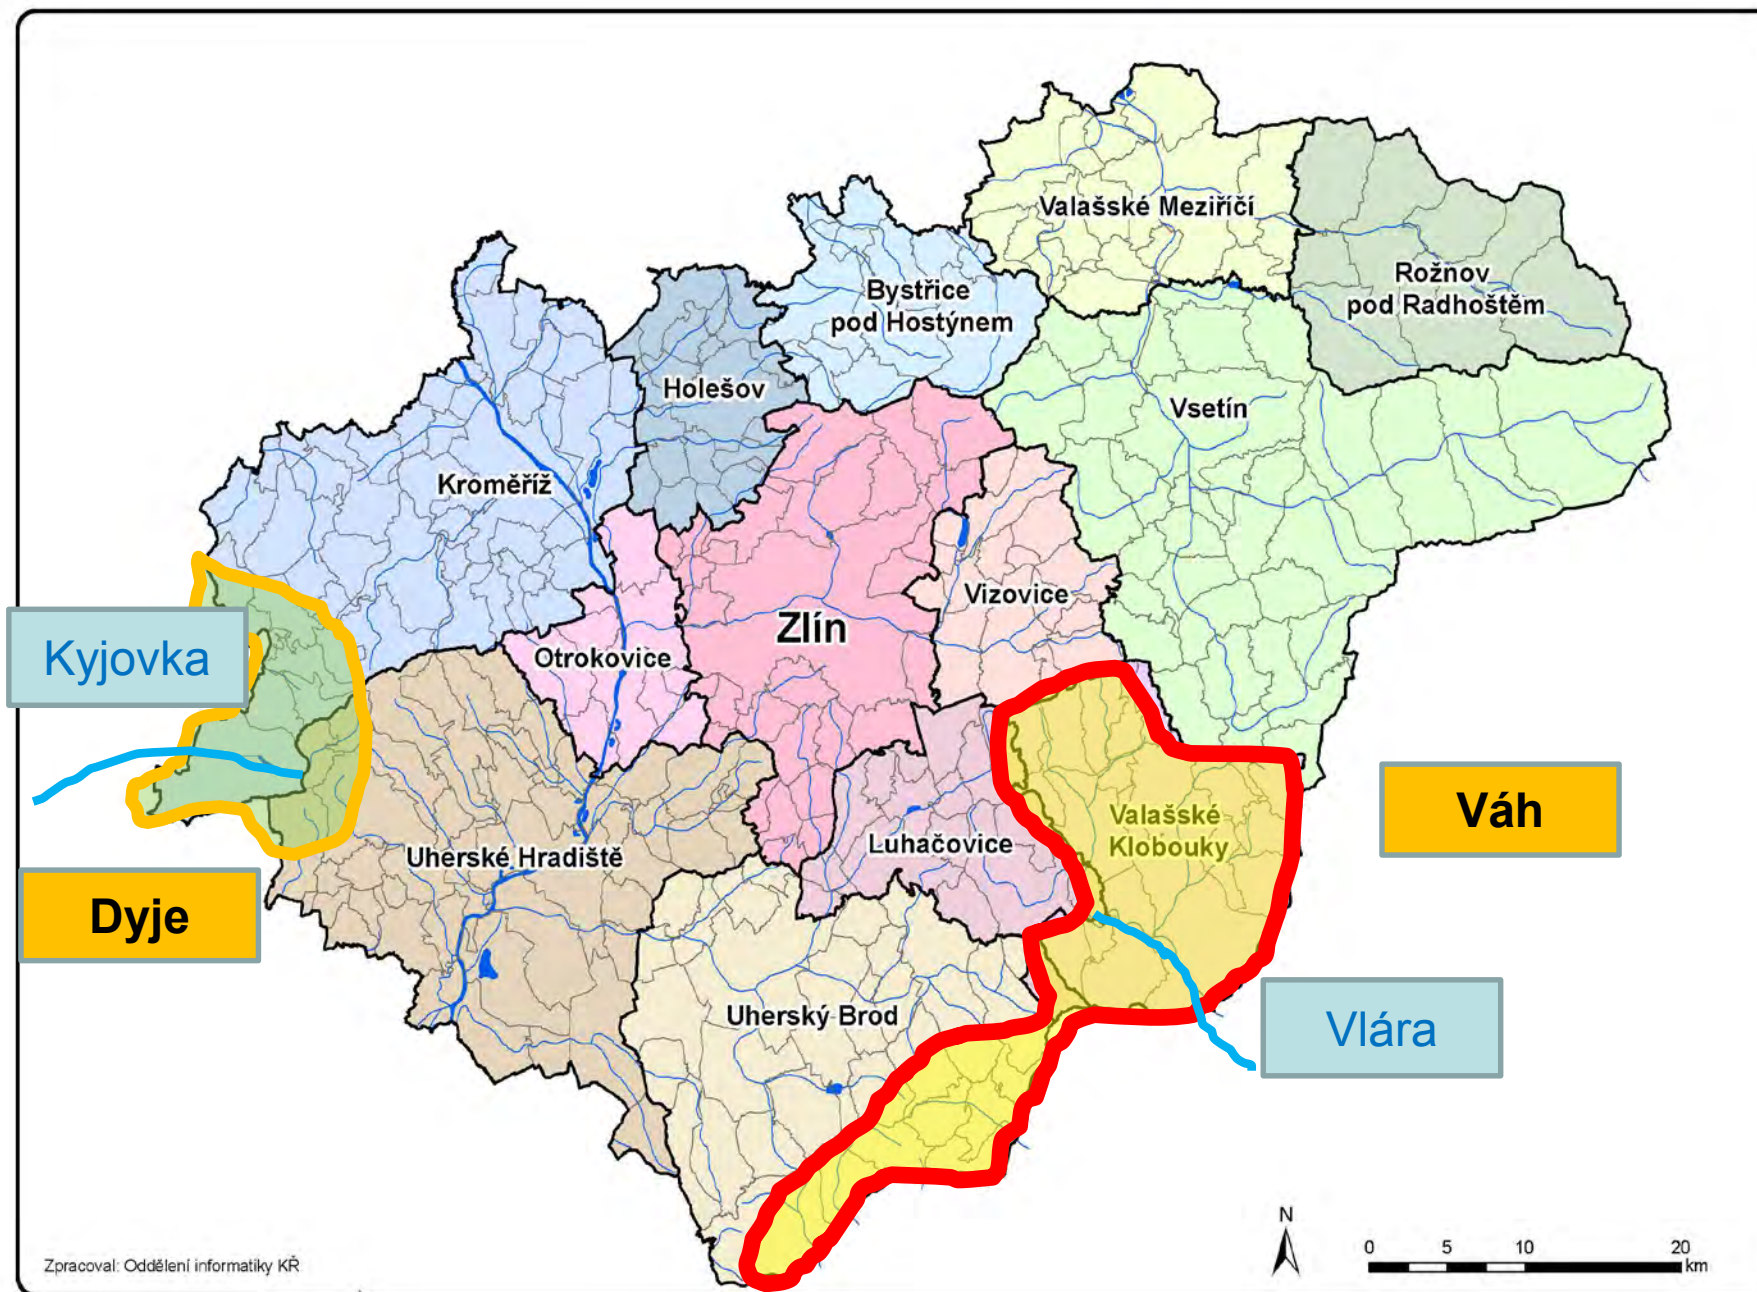 Valašské Meziříčí
Rožnov
pod Radhoštěm
Bystřice
pod Hostýnem
Holešov
Vsetín
Kroměříž
Vizovice
Zlín
Kyjovka
Otrokovice
Váh
Valašské
Klobouky
Luhačovice
Uherské Hradiště
Dyje
Uherský Brod
Vlára
N
0 5 10 20
km
Zpracoval: Oddělení informatiky KŘ